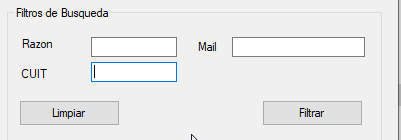 Filtros de Busqueda
Razon
Mail
CUIT
Limpiar
Filtrar